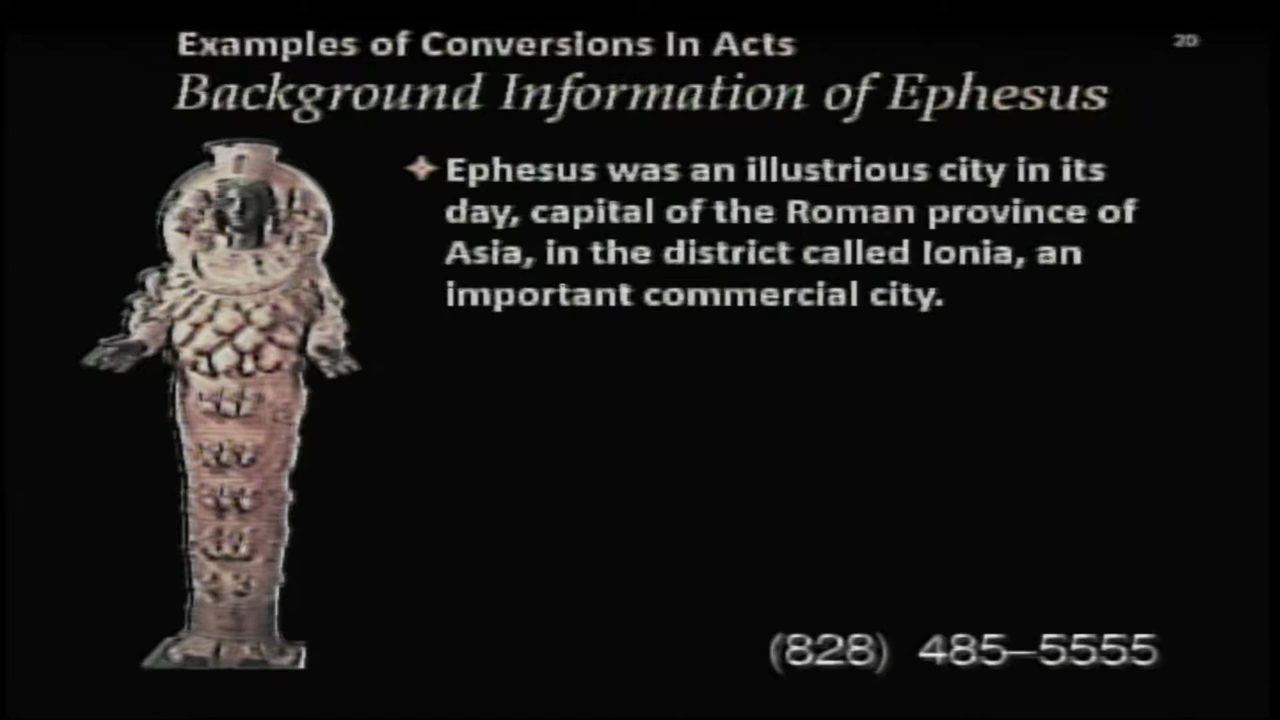 Examples of Conversions In Acts
20
Background Information of Ephesus
Ephesus was an illustrious city in its
day, capital of the Roman province of
Asia, in the district called Ionia, an
important commercial city.
(828) 485–5555